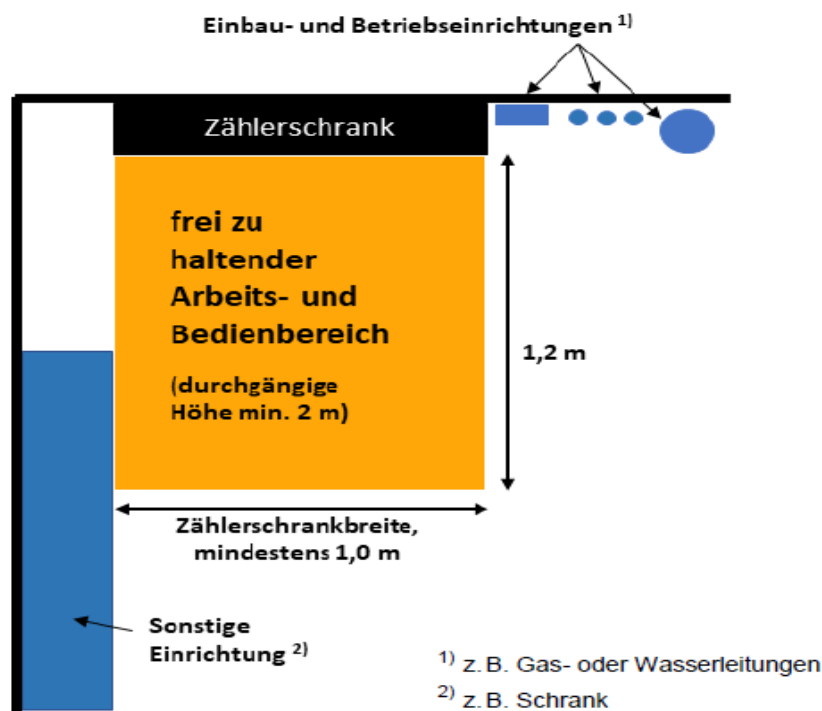 Einbau- und Betriebseinrichtungen 1)
Zählerschrank
frei zu
haltender
Arbeits- und
Bedienbereich
(durchgängige
Höhe min. 2 m)
1,2 m
Zählerschrankbreite,
mindestens 1,0 m
Sonstige
Einrichtung 2)
1) z. B. Gas- oder Wasserleitungen
2) z. B. Schrank